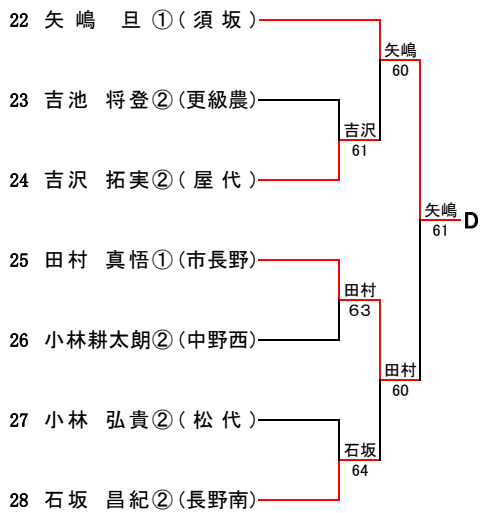 22 矢嶋 旦①(須坂)
矢嶋
60
23 吉池 将登②(更級農)
吉沢
61
24 吉沢 拓実②(屋代)
矢嶋
61 D
25 田村 真悟①(市長野)
田村
63
26 小林耕太朗②(中野西)
田村
60
27 小林 弘貴②(松代)
石坂
64
28 石坂 昌紀②(長野南)